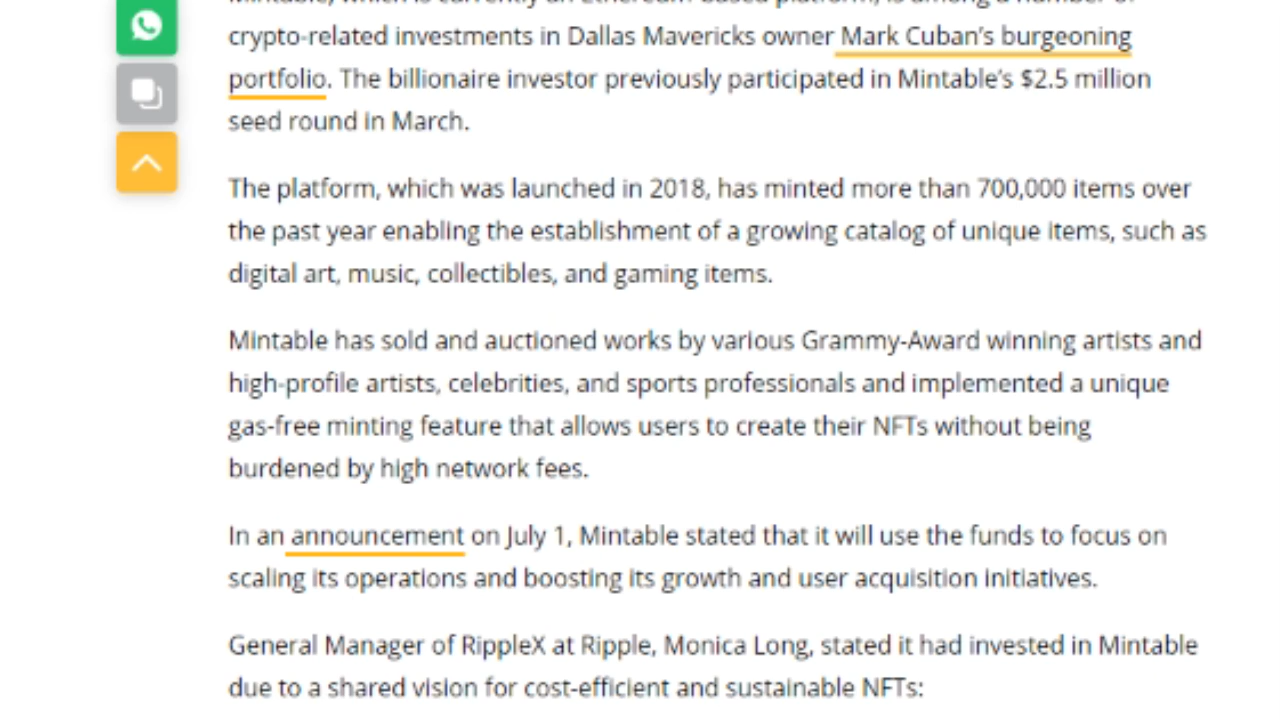 Mintable, which is currently an Ethereum-based platform, is among a number of
crypto-related investments in Dallas Mavericks owner Mark Cuban's burgeoning
portfolio. The billionaire investor previously participated in Mintable's $2.5 million
seed round in March.
The platform, which was launched in 2018, has minted more than 700,000 items over
the past year enabling the establishment of a growing catalog of unique items, such as
digital art, music, collectibles, and gaming items.
Mintable has sold and auctioned works by various Grammy-Award winning artists and
high-profile artists, celebrities, and sports professionals and implemented a unique
gas-free minting feature that allows users to create their NFTs without being
burdened by high network fees.
In an announcement on July 1, Mintable stated that it will use the funds to focus on
scaling its operations and boosting its growth and user acquisition initiatives.
General Manager of RippleX at Ripple, Monica Long, stated it had invested in Mintable
due to a shared vision for cost-efficient and sustainable NFTs: